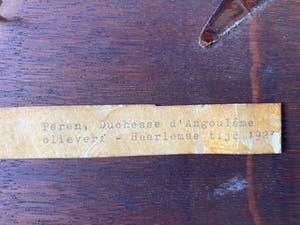 Peren, Duchesse d'Angoulême
olieverf - Haarlemse tijd 1927